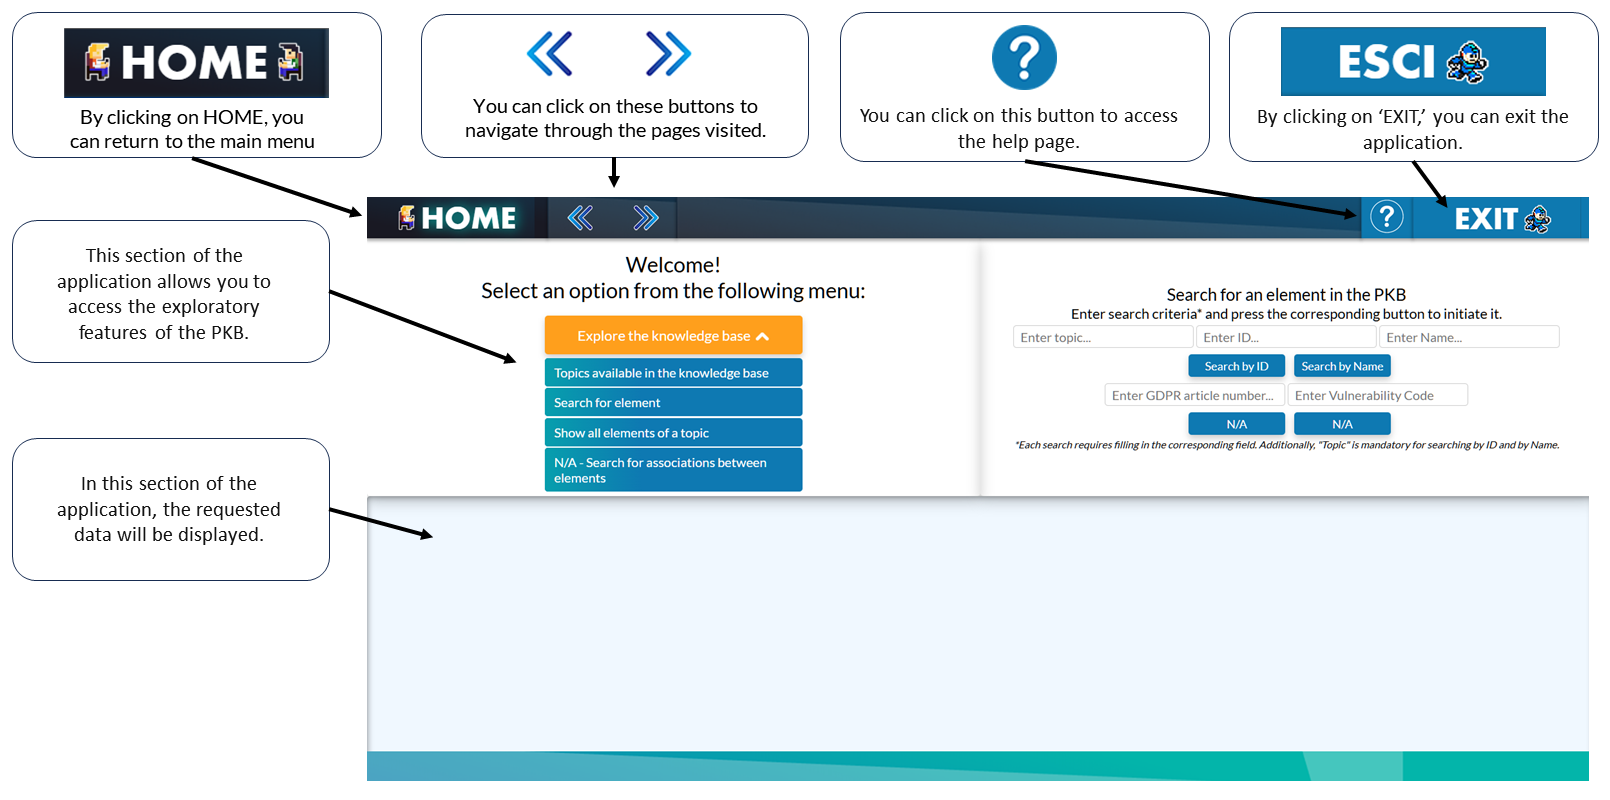 HOME
By clicking on HOME, you
can return to the main menu
You can click on these buttons to
navigate through the pages visited.
?
You can click on this button to access
the help page.
ESCI
By clicking on ‘EXIT,’ you can exit the
application.
HOME
?
EXIT
This section of the
application allows you to
access the exploratory
features of the PKB.
Welcome!
Select an option from the following menu:
Explore the knowledge base
Topics available in the knowledge base
Search for element
Show all elements of a topic
N/A - Search for associations between
elements
Search for an element in the PKB
Enter search criteria* and press the corresponding button to initiate it.
Enter topic...
Enter ID...
Enter Name...
Search by ID
Search by Name
Enter GDPR article number...
Enter Vulnerability Code
N/A
N/A
*Each search requires filling in the corresponding field. Additionally, "Topic" is mandatory for searching by ID and by Name.
In this section of the
application, the requested
data will be displayed.